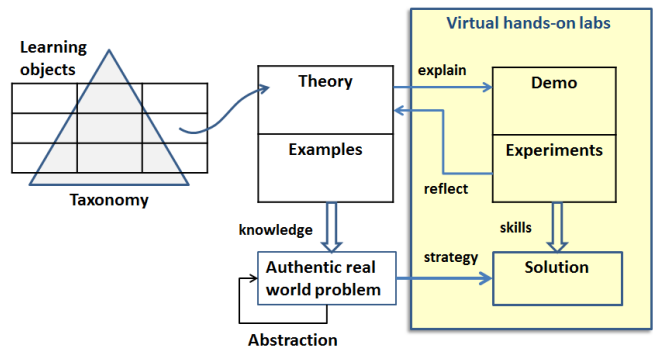 Virtual hands-on labs
Learning
objects
Theory
explain
Demo
Examples
Experiments
reflect
Taxonomy
knowledge
skills
strategy
Authentic real
world problem
Solution
Abstraction